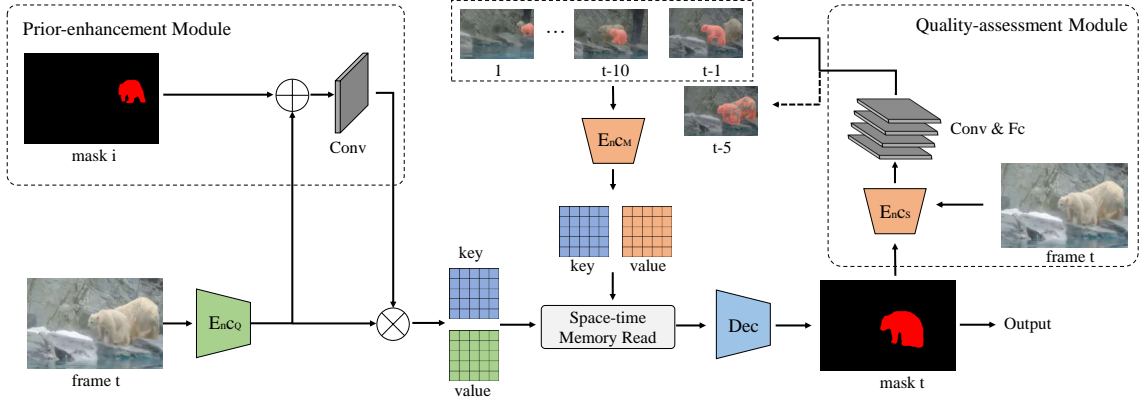 Prior-enhancement Module
mask i
Conv
1
...
t-10
t-1
t-5
EncM
Quality-assessment Module
Conv & Fc
EncS
frame t
key
value
key
value
frame t
EncQ
Space-time
Memory Read
Dec
mask t
Output